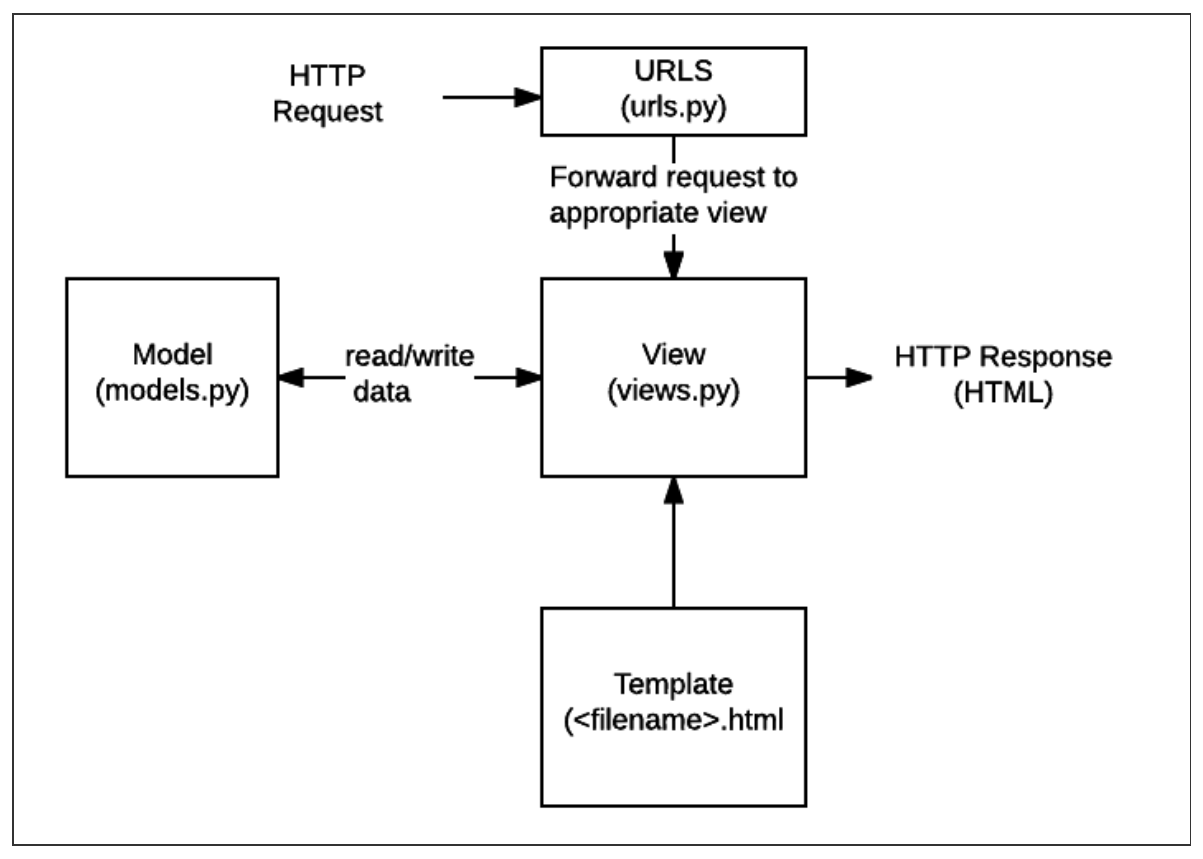 HTTP
Request
URLS
(urls.py)
Forward request to
appropriate view
Model
(models.py)
read/write
data
View
(views.py)
HTTP Response
(HTML)
Template
(<filename>.html